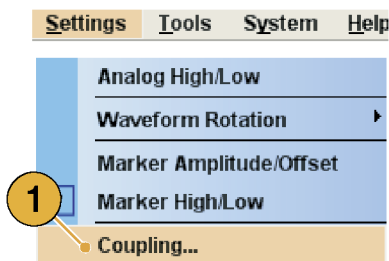 Settings Tools System Help
Analog High/Low
Waveform Rotation
Marker Amplitude/Offset
Marker High/Low
1
Coupling...